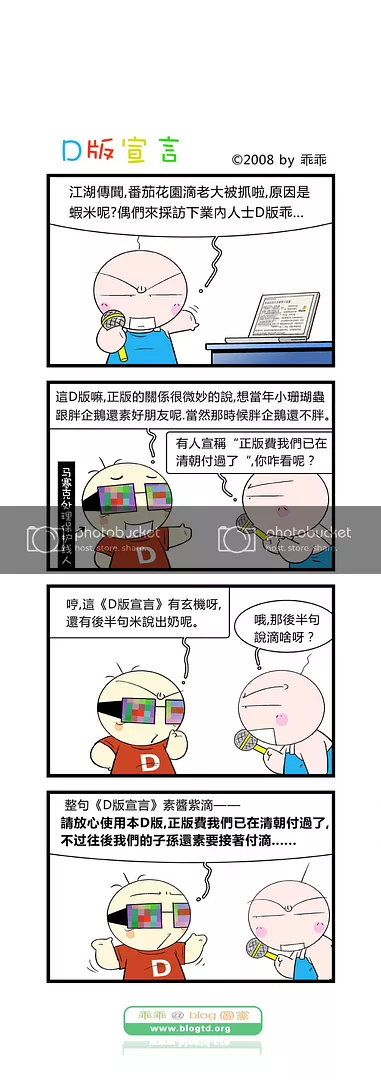 D版宣言
©2008 by 乖乖
江湖傳聞,番茄花園滴老大被抓啦,原因是
蝦米呢?偶們來採訪下業內人士D版乖...
這D版嘛,正版的關係很微妙的說,想當年小珊瑚蟲
跟胖企鵝還素好朋友呢.當然那時候胖企鵝還不胖。
有人宣稱“正版費我們已在
清朝付過了“,你咋看呢？
马赛克处理保护线人
D
photobucket
host. store. share.
photobucket
host. store. share.
哼,這《D版宣言》有玄機呀,
還有後半句米說出奶呢。
哦,那後半句
說滴啥呀？
D
整句《D版宣言》素醬紫滴——
請放心使用本D版,正版費我們已在清朝付過了,
不过往後我們的子孫還素要接著付滴......
D
乖乖@blog圖黨
www.blogtd.org